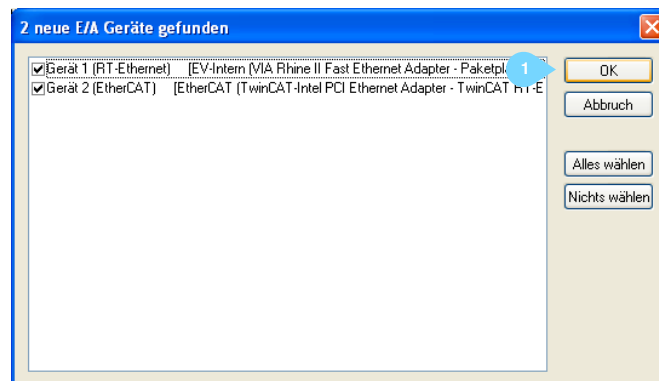 2 neue E/A Geräte gefunden
Gerät 1 (RT-Ethernet) [EV-Intern (VIA Rhine II Fast Ethernet Adapter -
1
OK
Gerät 2 (EtherCAT) [EtherCAT (TwinCAT-Intel PCI Ethernet Adapter - TwinCAT RT-E
Abbruch
Alles wählen
Nichts wählen